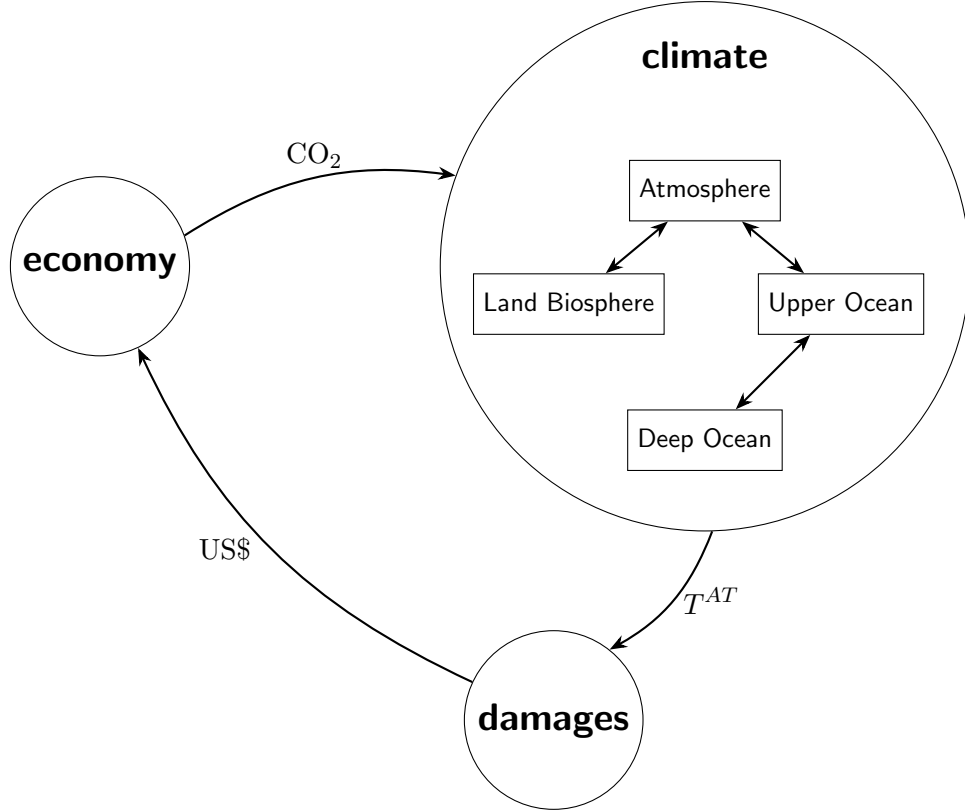 climate
CO₂
Atmosphere
economy
Land Biosphere
Upper Ocean
Deep Ocean
US$
T^{AT}
damages